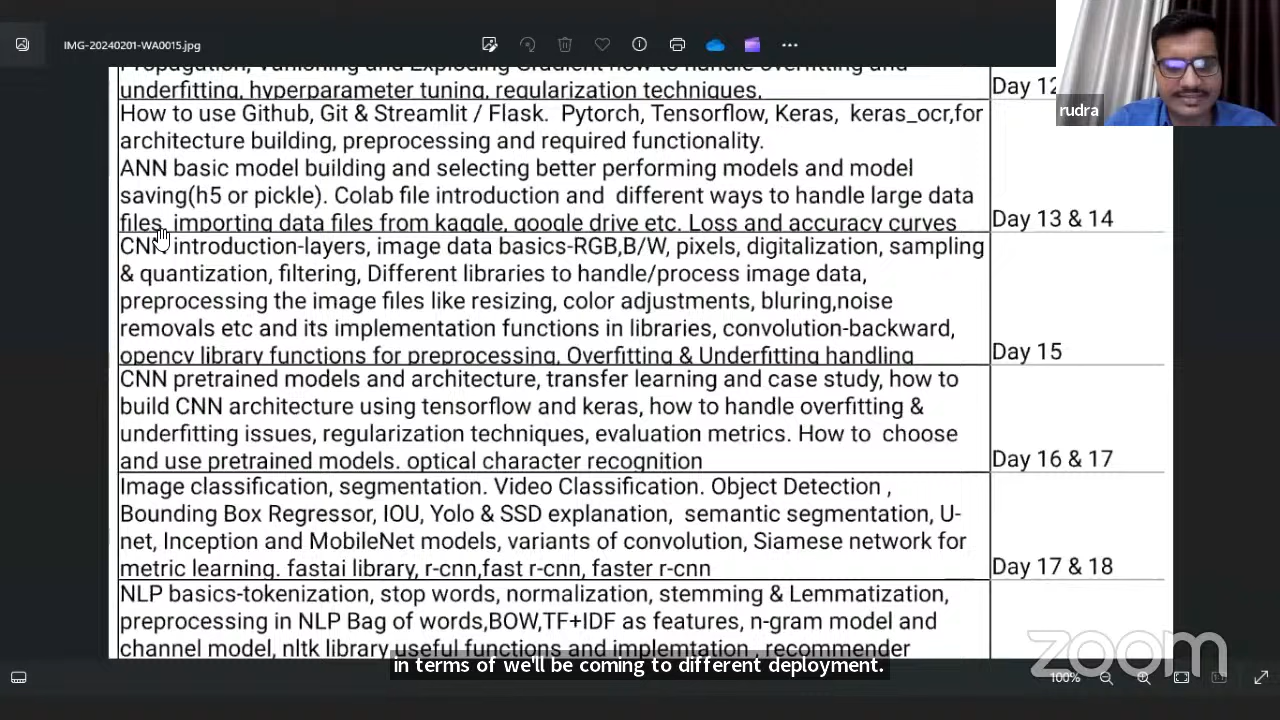 IMG-20240201-WA0015.jpg
Propagation, Vanishing and Exploding Gradient how to handle overfitting and
underfitting, hyperparameter tuning, regularization techniques,
Day 12
rudra
How to use Github, Git & Streamlit / Flask. Pytorch, Tensorflow, Keras, keras_ocr,for
architecture building, preprocessing and required functionality.
ANN basic model building and selecting better performing models and model
saving(h5 or pickle). Colab file introduction and different ways to handle large data
files, importing data files from kaggle, google drive etc. Loss and accuracy curves
Day 13 & 14
CNN introduction-layers, image data basics-RGB,B/W, pixels, digitalization, sampling
& quantization, filtering, Different libraries to handle/process image data,
preprocessing the image files like resizing, color adjustments, bluring,noise
removals etc and its implementation functions in libraries, convolution-backward,
opencv library functions for preprocessing, Overfitting & Underfitting handling
Day 15
CNN pretrained models and architecture, transfer learning and case study, how to
build CNN architecture using tensorflow and keras, how to handle overfitting &
underfitting issues, regularization techniques, evaluation metrics. How to choose
and use pretrained models. optical character recognition
Day 16 & 17
Image classification, segmentation. Video Classification. Object Detection ,
Bounding Box Regressor, IOU, Yolo & SSD explanation, semantic segmentation, U-
net, Inception and MobileNet models, variants of convolution, Siamese network for
metric learning. fastai library, r-cnn,fast r-cnn, faster r-cnn
Day 17 & 18
NLP basics-tokenization, stop words, normalization, stemming & Lemmatization,
preprocessing in NLP Bag of words,BOW,TF+IDF as features, n-gram model and
channel model, nltk library useful functions and implemtation , recommender
in terms of we'll be coming to different deployment.
zoom
100%